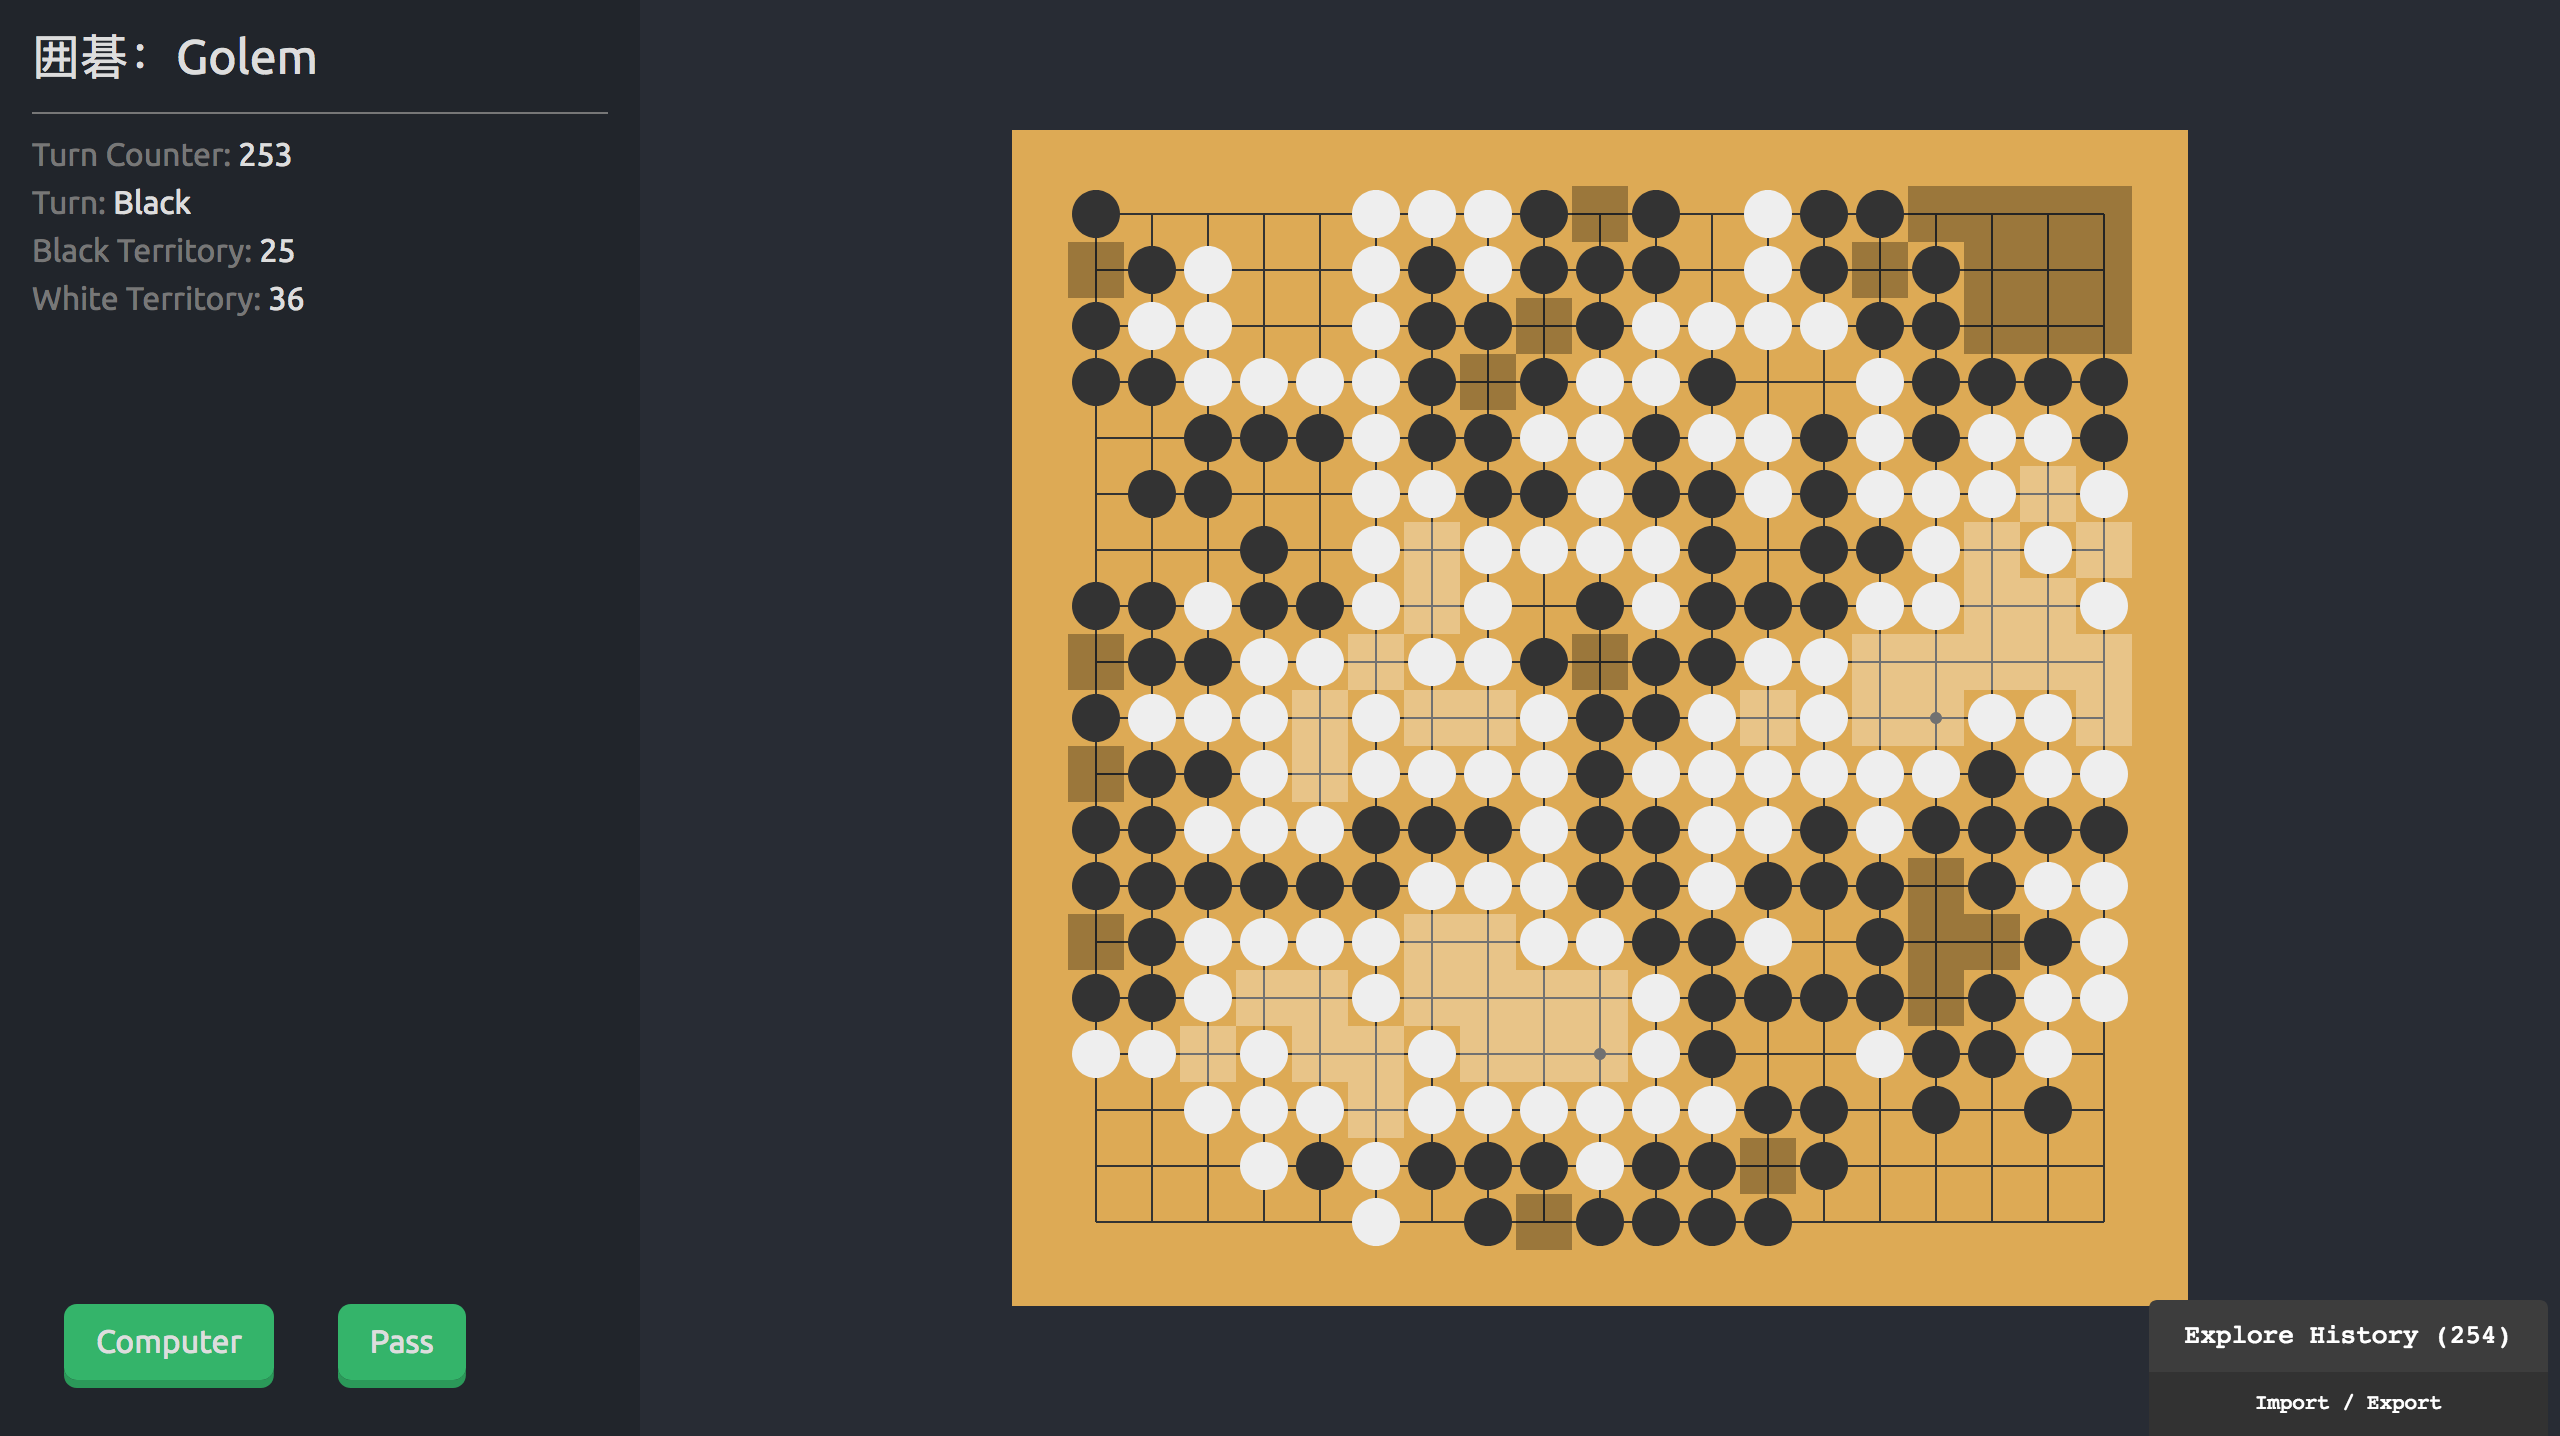 囲碁：Golem
Turn Counter: 253
Turn: Black
Black Territory: 25
White Territory: 36
Computer
Pass
Explore History (254)
Import / Export